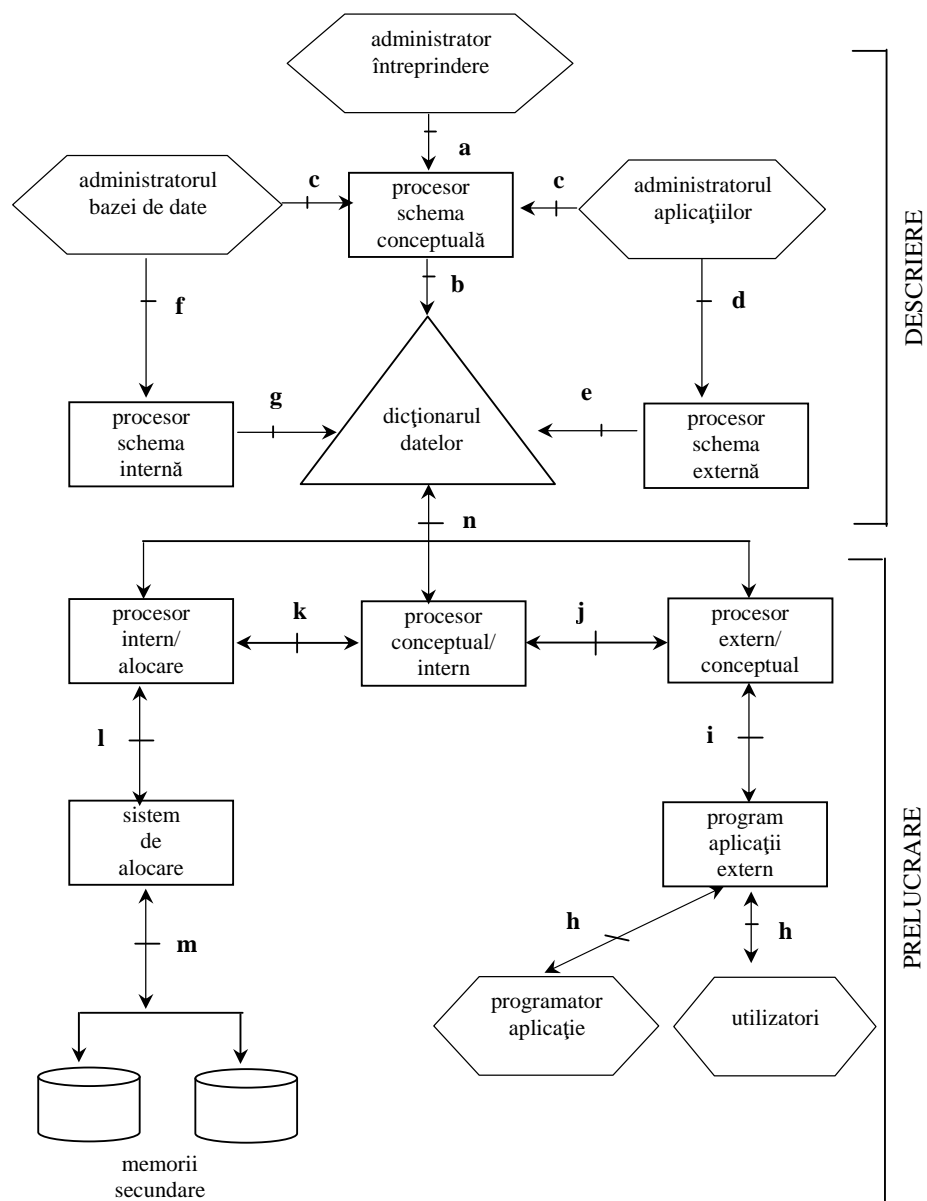 administrator
întreprindere
a
administratorul
bazei de date
c
procesor
schema
conceptuală
c
administratorul
aplicaţiilor
DESCRIERE
b
f
d
g
e
procesor
schema
internă
dicţionarul
datelor
procesor
schema
externă
n
procesor
intern/
alocare
k
procesor
conceptual/
intern
j
procesor
extern/
conceptual
l
i
sistem
de
alocare
program
aplicaţii
extern
PRELUCRARE
m
h
h
programator
aplicaţie
utilizatori
memorii
secundare